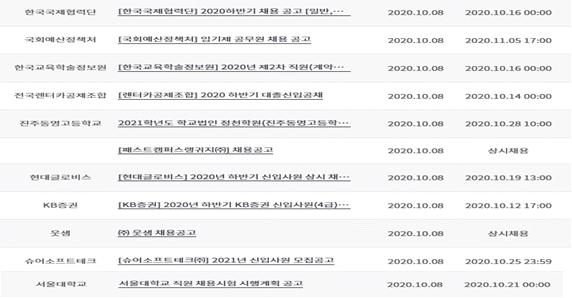 한국국제협력단 [한국국제협력단] 2020하반기 채용 공고 [일반,··· 2020.10.08 2020.10.16 00:00
국회예산정책처 [국회예산정책처] 임기제 공무원 채용 공고 2020.10.08 2020.11.05 17:00
한국교육학술정보원 [한국교육학술정보원] 2020년 제2차 직원(계약··· 2020.10.08 2020.10.16 00:00
전국렌터카공제조합 [렌터카공제조합] 2020 하반기 대졸신입공채 2020.10.08 2020.10.14 00:00
진주동명고등학교 2021학년도 학교법인 정천학원(진주동명고등학··· 2020.10.08 2020.10.28 10:00
[패스트캠퍼스랭귀지㈜] 채용공고 2020.10.08 상시채용
현대글로비스 [현대글로비스] 2020년 하반기 신입사원 상시 채··· 2020.10.08 2020.10.19 13:00
KB증권 [KB증권] 2020년 하반기 KB증권 신입사원(4급)··· 2020.10.08 2020.10.12 17:00
웃샘 ㈜ 웃샘 채용공고 2020.10.08 상시채용
슈어소프트테크 [슈어소프트테크㈜] 2021년 신입사원 모집공고 2020.10.08 2020.10.25 23:59
서울대학교 서울대학교 직원 채용시험 시행계획 공고 2020.10.08 2020.10.21 00:00